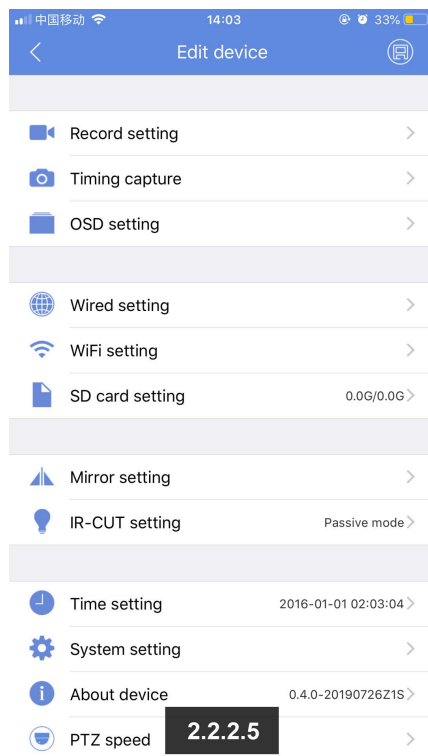 中国移动 14:03 33%
Edit device
Record setting
Timing capture
OSD setting
Wired setting
WiFi setting
SD card setting 0.0G/0.0G
Mirror setting
IR-CUT setting Passive mode
Time setting 2016-01-01 02:03:04
System setting
About device 0.4.0-20190726Z1S
PTZ speed
2.2.2.5